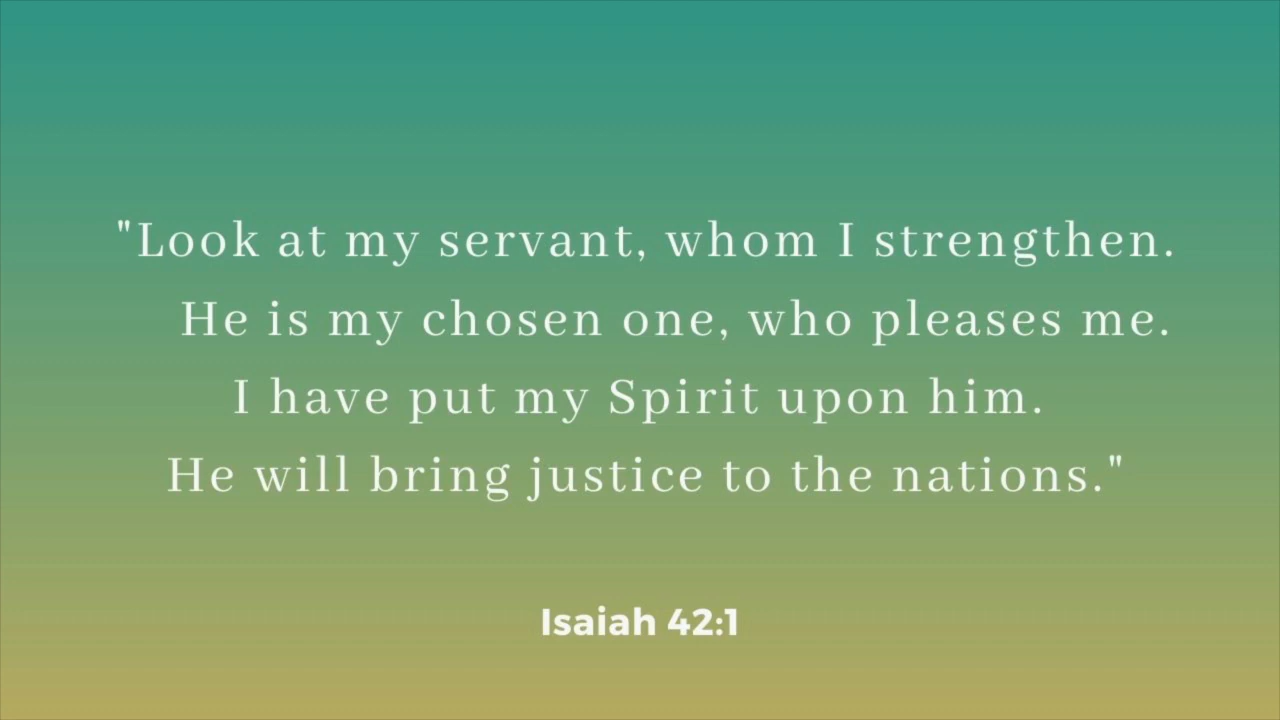 "Look at my servant, whom I strengthen.
He is my chosen one, who pleases me.
I have put my Spirit upon him.
He will bring justice to the nations."
Isaiah 42:1